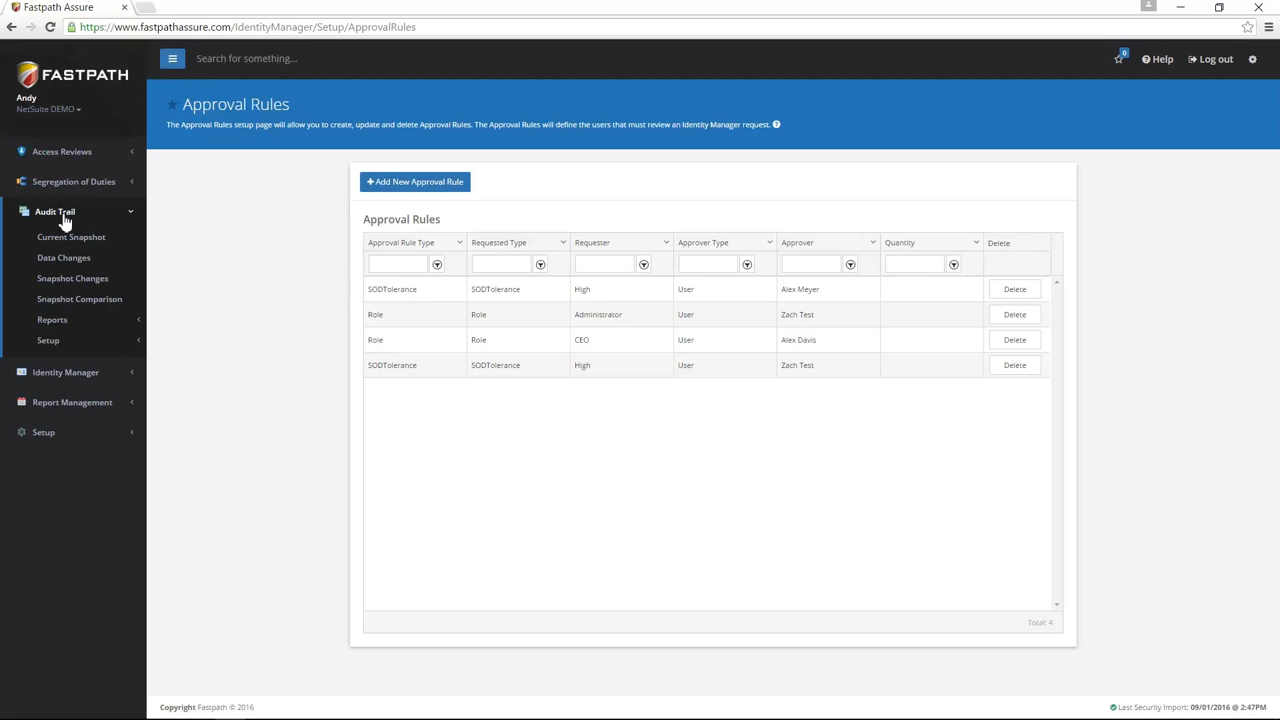 Fastpath Assure
https://www.fastpathassure.com/IdentityManager/Setup/ApprovalRules
FASTPATH
Andy
NetSuite DEMO
Search for something...
0
Help
Log out
Approval Rules
The Approval Rules setup page will allow you to create, update and delete Approval Rules. The Approval Rules will define the users that must review an Identity Manager request.
Access Reviews
Segregation of Duties
Audit Trail
Current Snapshot
Data Changes
Snapshot Changes
Snapshot Comparison
Reports
Setup
Identity Manager
Report Management
Setup
+ Add New Approval Rule
Approval Rules
Approval Rule Type Requested Type Requester Approver Type Approver Quantity Delete
SODTolerance SODTolerance High User Alex Meyer Delete
Role Role Administrator User Zach Test Delete
Role Role CEO User Alex Davis Delete
SODTolerance SODTolerance High User Zach Test Delete
Total: 4
Copyright Fastpath © 2016
Last Security Import: 09/01/2016 @ 2:47PM